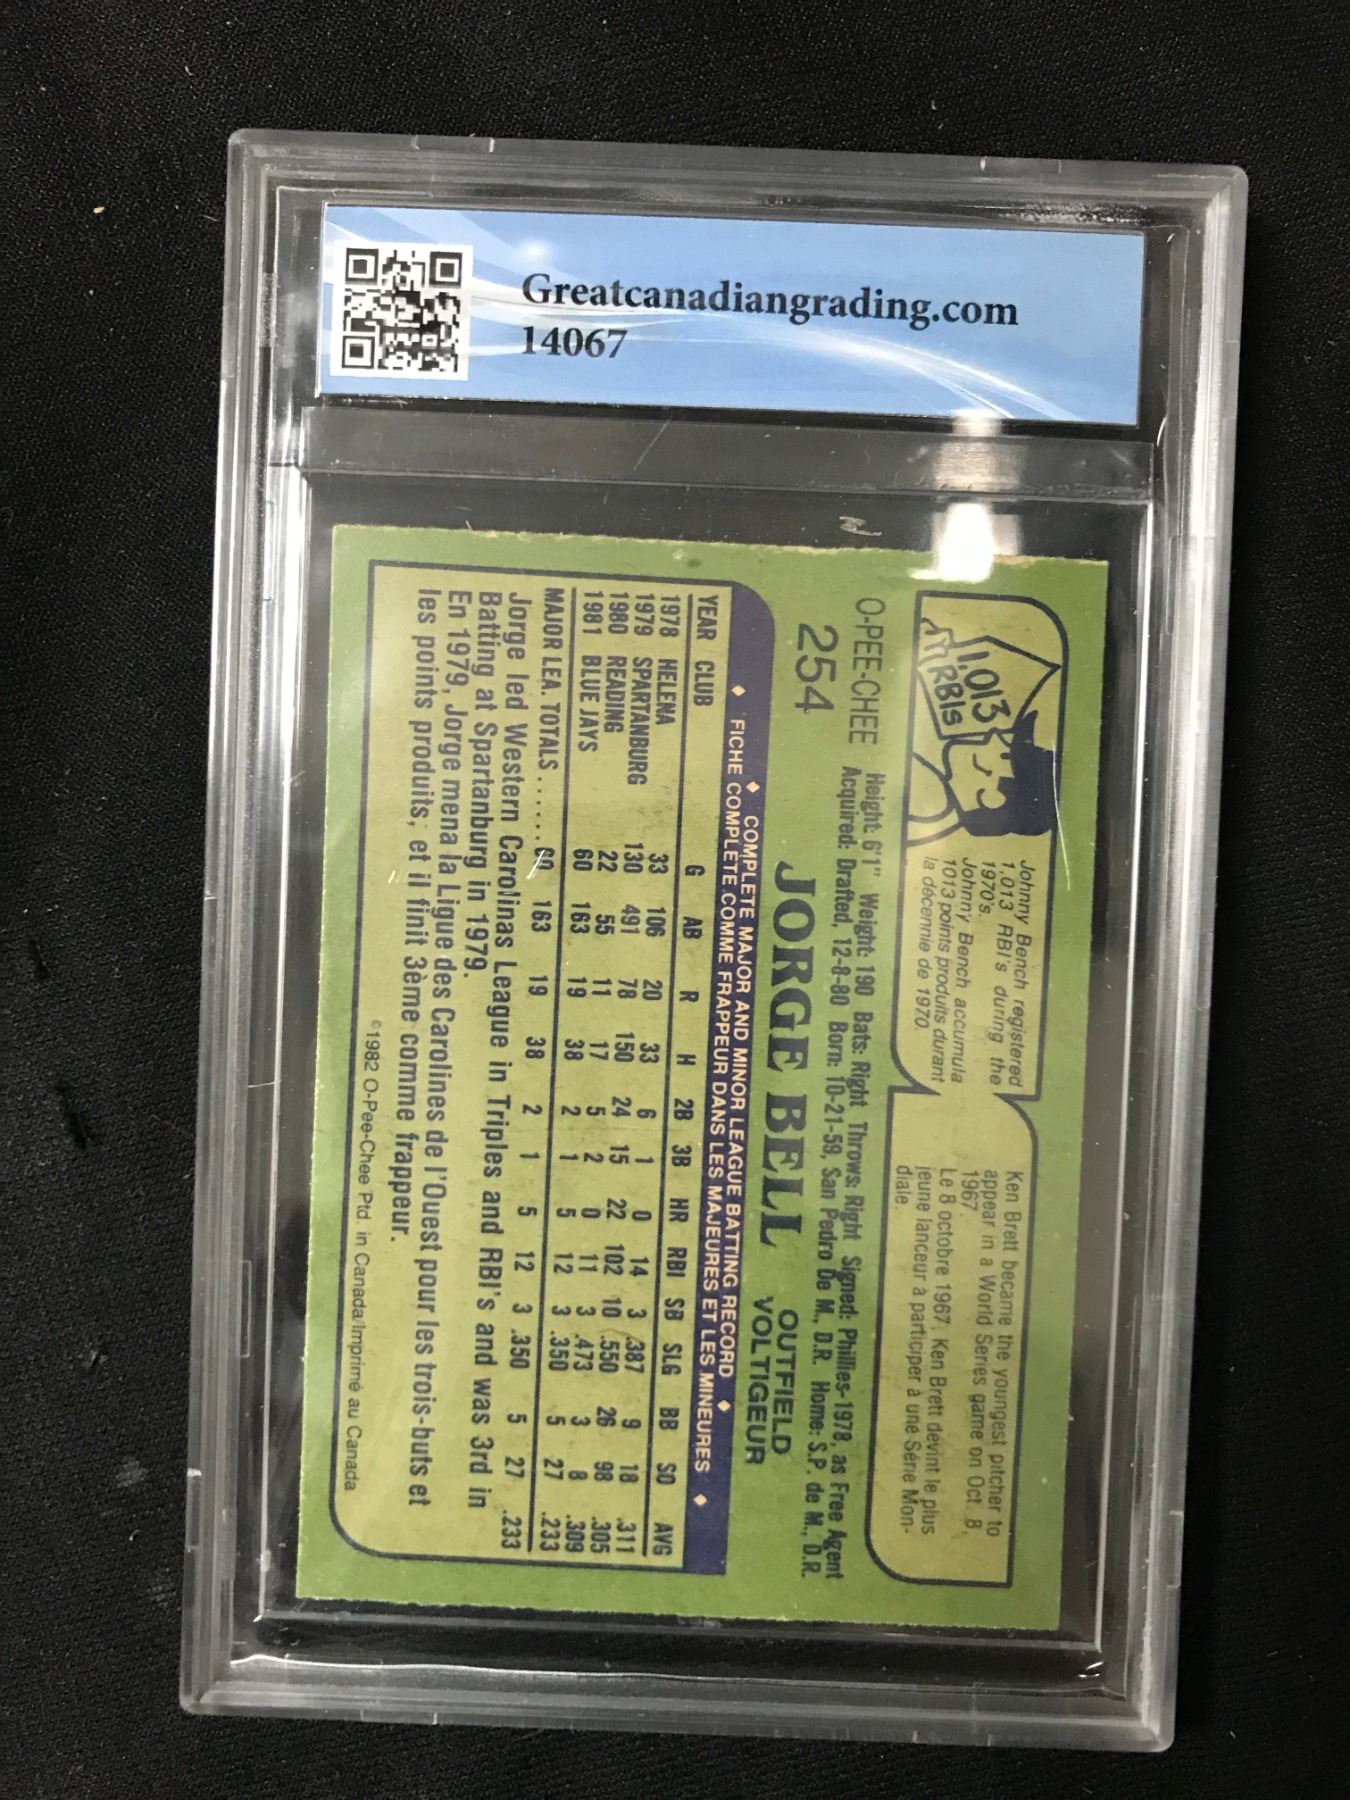 Greatcanadiangrading.com
14067
1,013
RBIs
Johnny Bench registered
1,013 RBI's during the
1970's.
Johnny Bench accumula
1013 points produits durant
la décennie de 1970.
Ken Brett became the youngest pitcher to
appear in a World Series game on Oct. 8,
1967.
Le 8 octobre 1967, Ken Brett devint le plus
jeune lanceur à participer à une Série Mon-
diale.
O-PEE-CHEE Height: 6'1" Weight: 190 Bats: Right Throws: Right Signed: Phillies-1978, as Free Agent
Acquired: Drafted, 12-8-80 Born: 10-21-59, San Pedro De M., D.R. Home: S.P. de M., D.R.
254 JORGE BELL OUTFIELD
VOLTIGEUR
COMPLETE MAJOR AND MINOR LEAGUE BATTING RECORD
FICHE COMPLÈTE COMME FRAPPEUR DANS LES MAJEURES ET LES MINEURES
YEAR CLUB G AB R H 2B 3B HR RBI SB SLG BB SO AVG
1978 HELENA 33 106 20 33 6 1 0 14 3 .387 9 18 .311
1979 SPARTANBURG 130 491 78 150 24 15 22 102 10 .550 26 98 .305
1980 READING 22 55 11 17 5 2 0 11 3 .473 3 8 .309
1981 BLUE JAYS 60 163 19 38 2 1 5 12 3 .350 5 27 .233
MAJOR LEA. TOTALS ...... 60 163 19 38 2 1 5 12 3 .350 5 27 .233
Jorge led Western Carolinas League in Triples and RBI's and was 3rd in
Batting at Spartanburg in 1979.
En 1979, Jorge mena la Ligue des Carolines de l'Ouest pour les trois-buts et
les points produits; et il finit 3ème comme frappeur.
©1982 O-Pee-Chee Ptd. in Canada/Imprimé au Canada